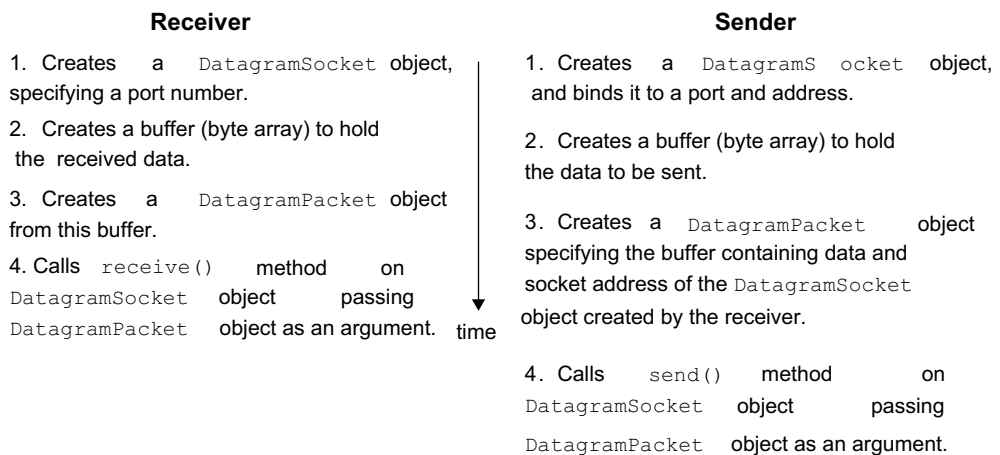 Receiver
1. Creates a DatagramSocket object,
specifying a port number.
2. Creates a buffer (byte array) to hold
the received data.
3. Creates a DatagramPacket object
from this buffer.
4. Calls receive() method on
DatagramSocket object passing
DatagramPacket object as an argument.
time
Sender
1. Creates a DatagramS ocket object,
and binds it to a port and address.
2. Creates a buffer (byte array) to hold
the data to be sent.
3. Creates a DatagramPacket object
specifying the buffer containing data and
socket address of the DatagramSocket
object created by the receiver.
4. Calls send() method on
DatagramSocket object passing
DatagramPacket object as an argument.